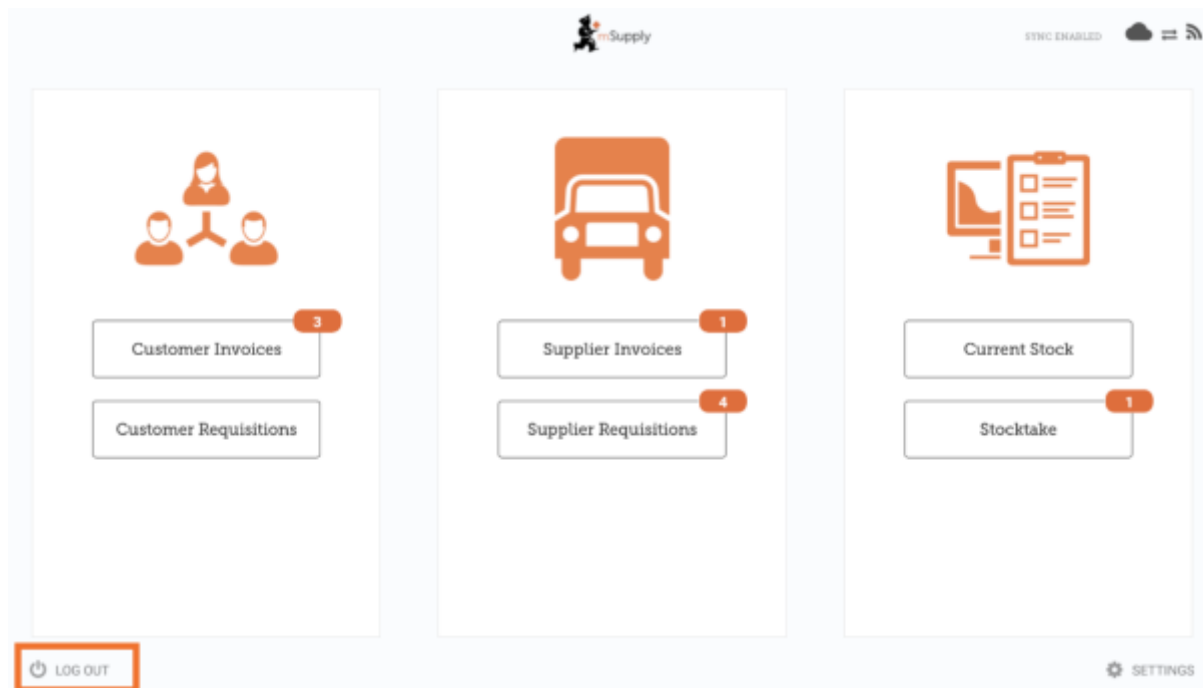 mSupply
SYNC ENABLED
3
Customer Invoices
Customer Requisitions
1
Supplier Invoices
4
Supplier Requisitions
Current Stock
1
Stocktake
LOG OUT
SETTINGS